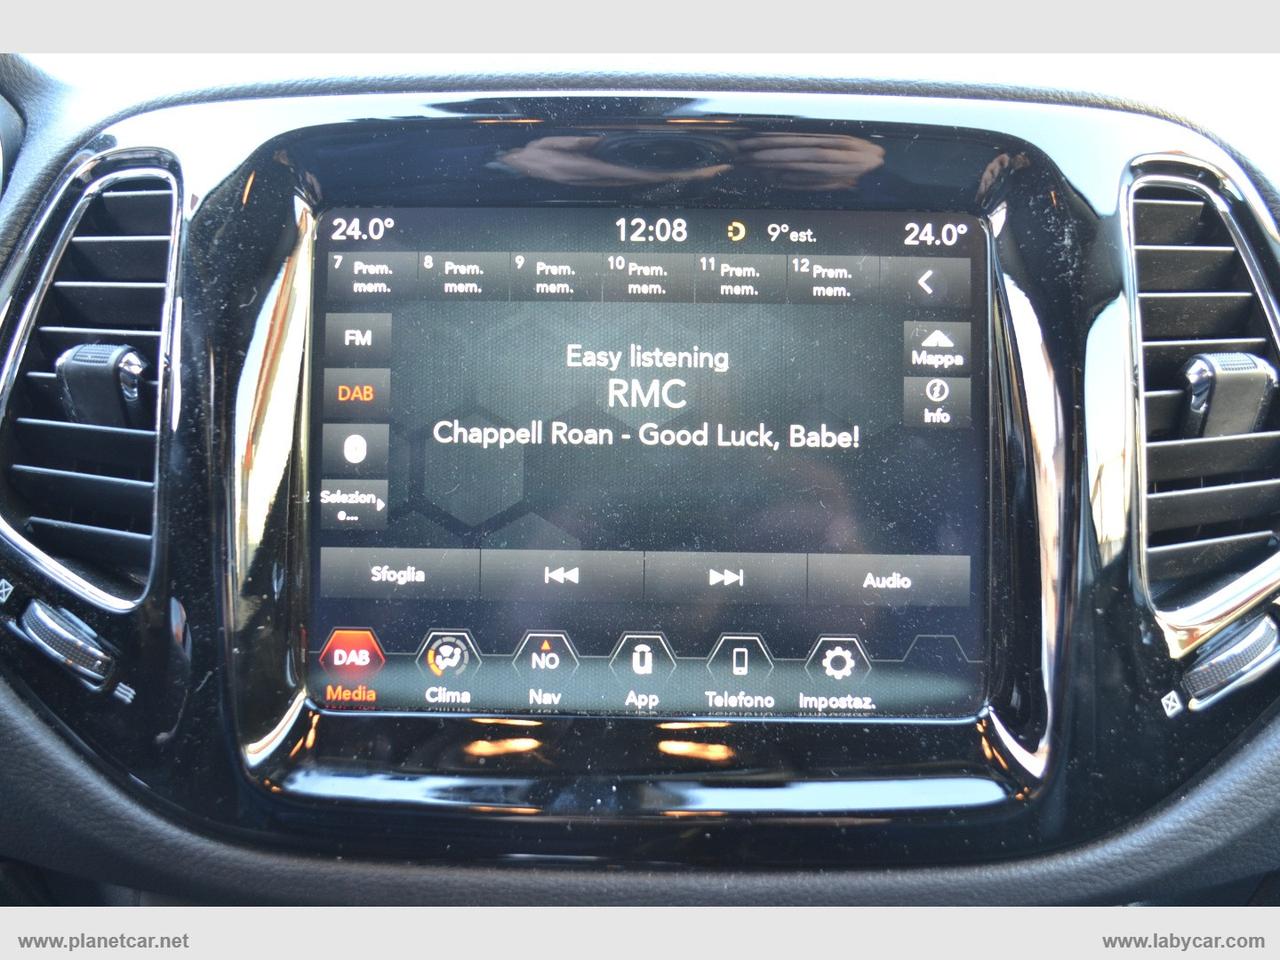 24.0° 12:08 9°est. 24.0°
7 Prem. mem. 8 Prem. mem. 9 Prem. mem. 10 Prem. mem. 11 Prem. mem. 12 Prem. mem.
FM
Easy listening
Mappa
DAB
RMC
Info
Chappell Roan - Good Luck, Babe!
Selezion
e...
Sfoglia Audio
DAB NO
Media Clima Nav App Telefono Impostaz.
www.planetcar.net www.labycar.com